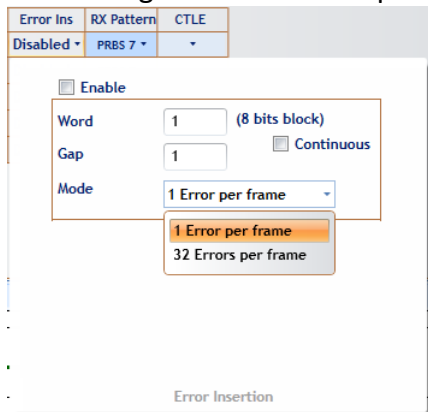 Error Ins RX Pattern CTLE
Disabled PRBS 7
Enable
Word 1 (8 bits block)
Continuous
Gap 1
Mode 1 Error per frame
1 Error per frame
32 Errors per frame
Error Insertion